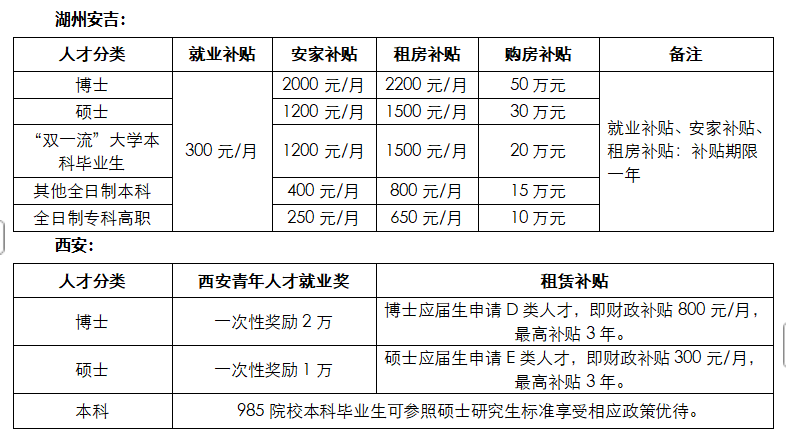 湖州安吉：
人才分类 就业补贴 安家补贴 租房补贴 购房补贴 备注
博士 2000 元/月 2200 元/月 50 万元
硕士 1200 元/月 1500 元/月 30 万元
“双一流”大学本
科毕业生
300 元/月 1200 元/月 1500 元/月 20 万元
就业补贴、安家补贴、
租房补贴：补贴期限
一年
其他全日制本科 400 元/月 800 元/月 15 万元
全日制专科高职 250 元/月 650 元/月 10 万元
西安：
人才分类 西安青年人才就业奖 租赁补贴
博士 一次性奖励 2 万
博士应届生申请 D 类人才，即财政补贴 800 元/月，
最高补贴 3 年。
硕士 一次性奖励 1 万
硕士应届生申请 E 类人才，即财政补贴 300 元/月，
最高补贴 3 年。
本科 985 院校本科毕业生可参照硕士研究生标准享受相应政策优待。